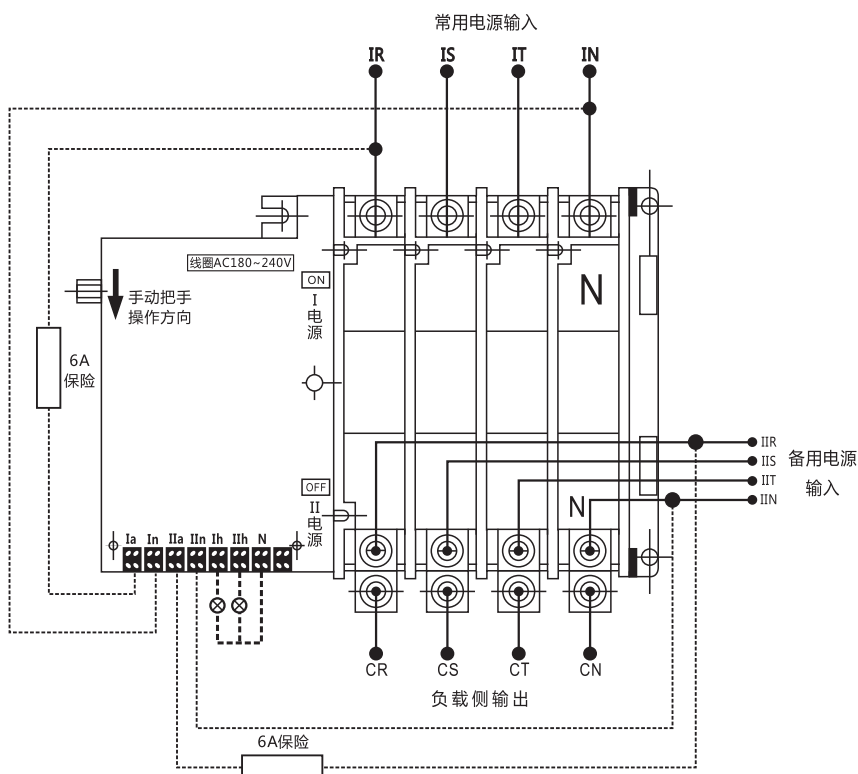 常用电源输入
IR IS IT IN
线圈AC180~240V
ON
I
电
源
N
手动把手
操作方向
6A
保险
IIR
IIS
备用电源
IIT
输入
IIN
N
OFF
II
电
源
Ia In IIa IIn Ih IIh N
CR CS CT CN
负载侧输出
6A保险